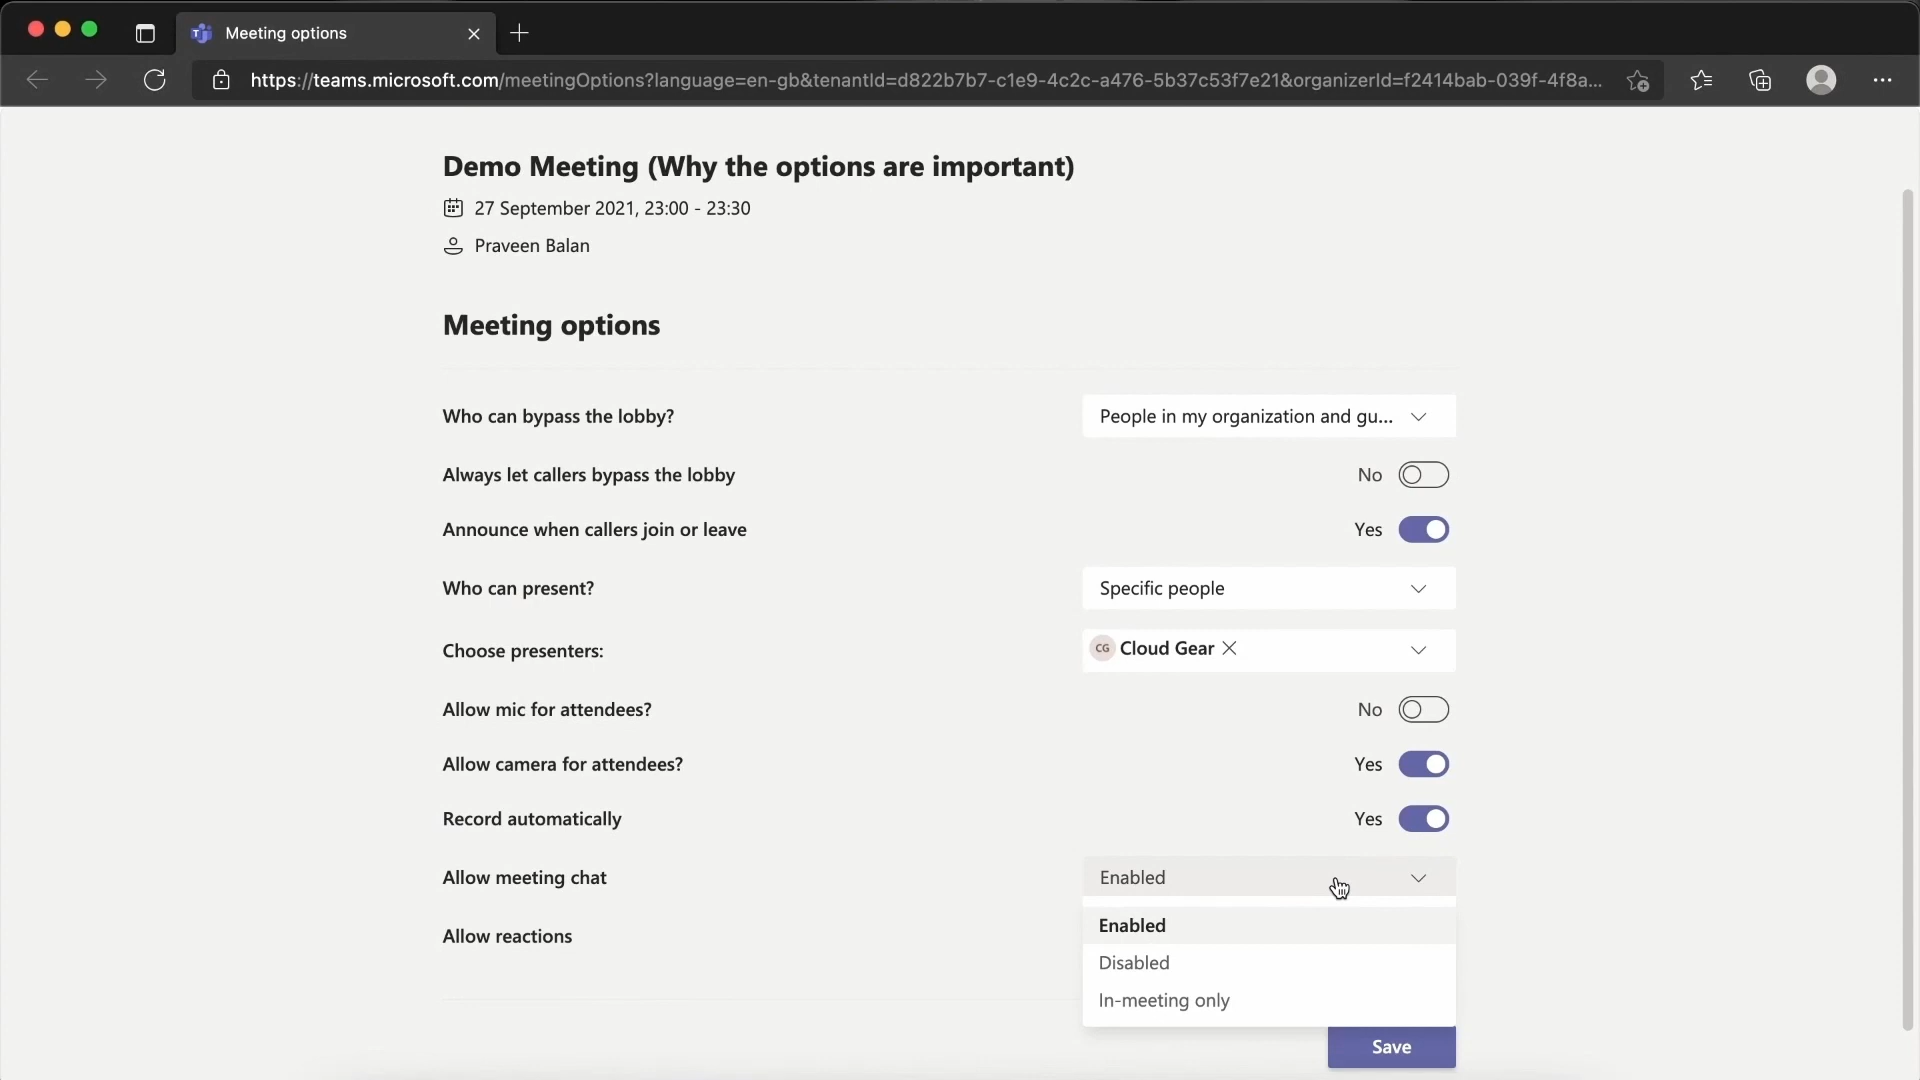 Meeting options
https://teams.microsoft.com/meetingOptions?language=en-gb&tenantId=d822b7b7-c1e9-4c2c-a476-5b37c53f7e21&organizerId=f2414bab-039f-4f8a...
Demo Meeting (Why the options are important)
27 September 2021, 23:00 - 23:30
Praveen Balan
Meeting options
Who can bypass the lobby? People in my organization and gu...
Always let callers bypass the lobby No
Announce when callers join or leave Yes
Who can present? Specific people
Choose presenters: CG Cloud Gear
Allow mic for attendees? No
Allow camera for attendees? Yes
Record automatically Yes
Allow meeting chat Enabled
Enabled
Allow reactions
Disabled
In-meeting only
Save